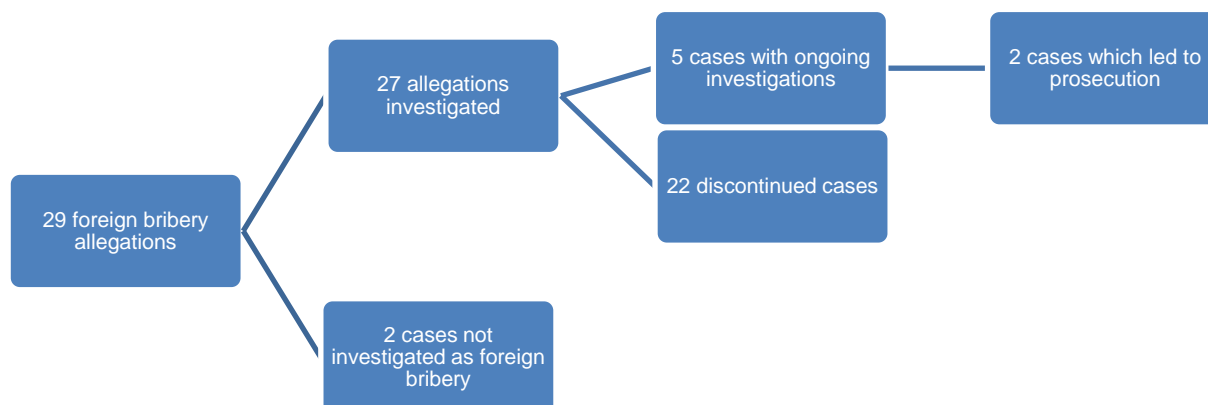 29 foreign bribery
allegations
27 allegations
investigated
2 cases not
investigated as foreign
bribery
5 cases with ongoing
investigations
22 discontinued cases
2 cases which led to
prosecution